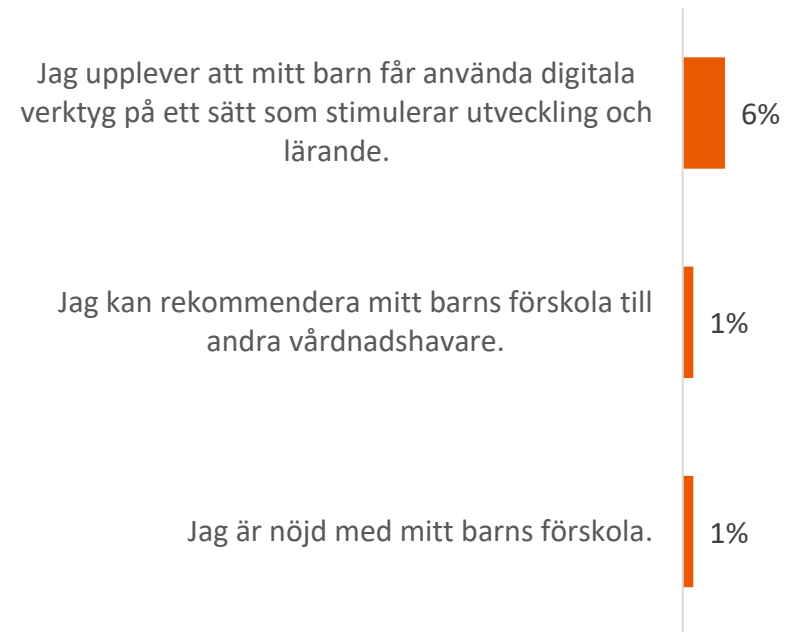 Jag upplever att mitt barn får använda digitala
verktyg på ett sätt som stimulerar utveckling och
lärande.
6%
Jag kan rekommendera mitt barns förskola till
andra vårdnadshavare.
1%
Jag är nöjd med mitt barns förskola.
1%